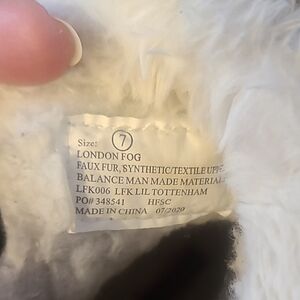 Size: 7
LONDON FOG
FAUX FUR, SYNTHETIC/TEXTILE UPPER
BALANCE MAN MADE MATERIAL
LFK006 LFK LIL TOTTENHAM
PO# 348541 HFSC
MADE IN CHINA 07/2020